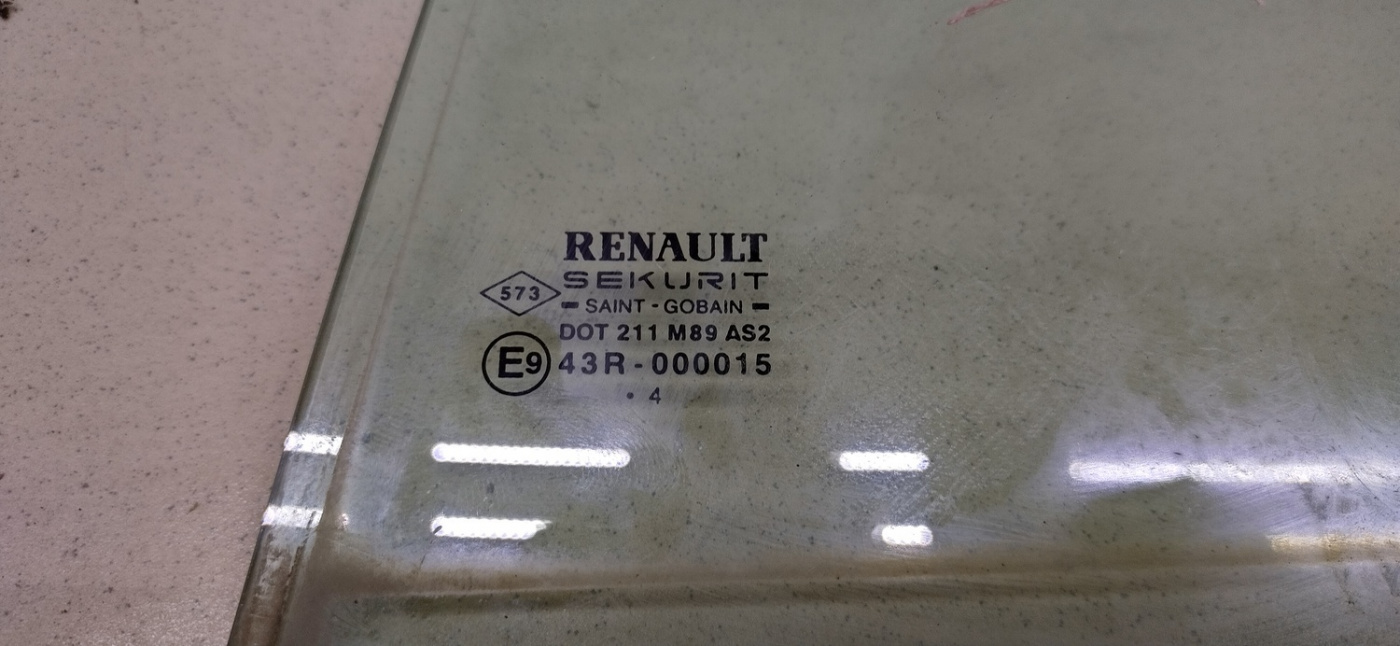 RENAULT
573
SEKURIT
SAINT-GOBAIN
DOT 211 M89 AS2
E9 43R-000015
. 4